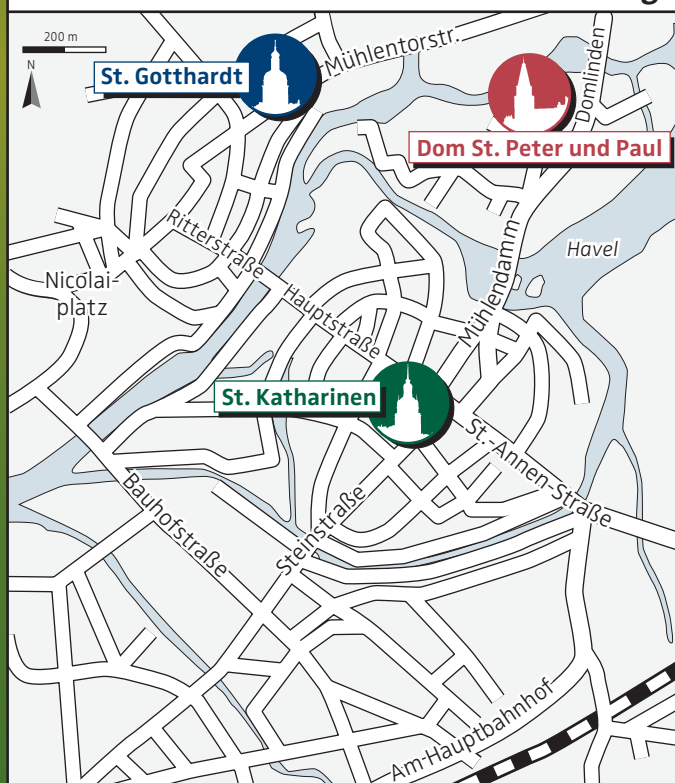 200 m
N
St. Gotthardt
Mühlentorstr.
Domlinden
Dom St. Peter und Paul
Havel
Ritterstraße
Nicolai-
platz
Hauptstraße
Mühlendamm
St. Katharinen
St.-Annen-Straße
Bauhofstraße
Steinstraße
Am Hauptbahnhof